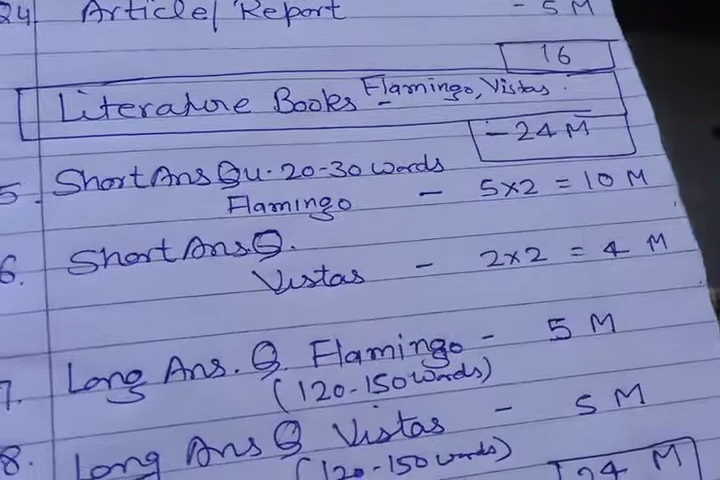 24 Article/ Report - 5 M
16
Literature Books - Flamingo, Vistas.
- 24 M
5. Short Ans Qu. 20-30 words
Flamingo - 5x2 = 10 M
6. Short Ans Q.
Vistas - 2x2 = 4 M
7. Long Ans. Q. Flamingo - 5 M
(120-150 words)
8. Long Ans Q Vistas - 5 M
(120-150 words)
24 M